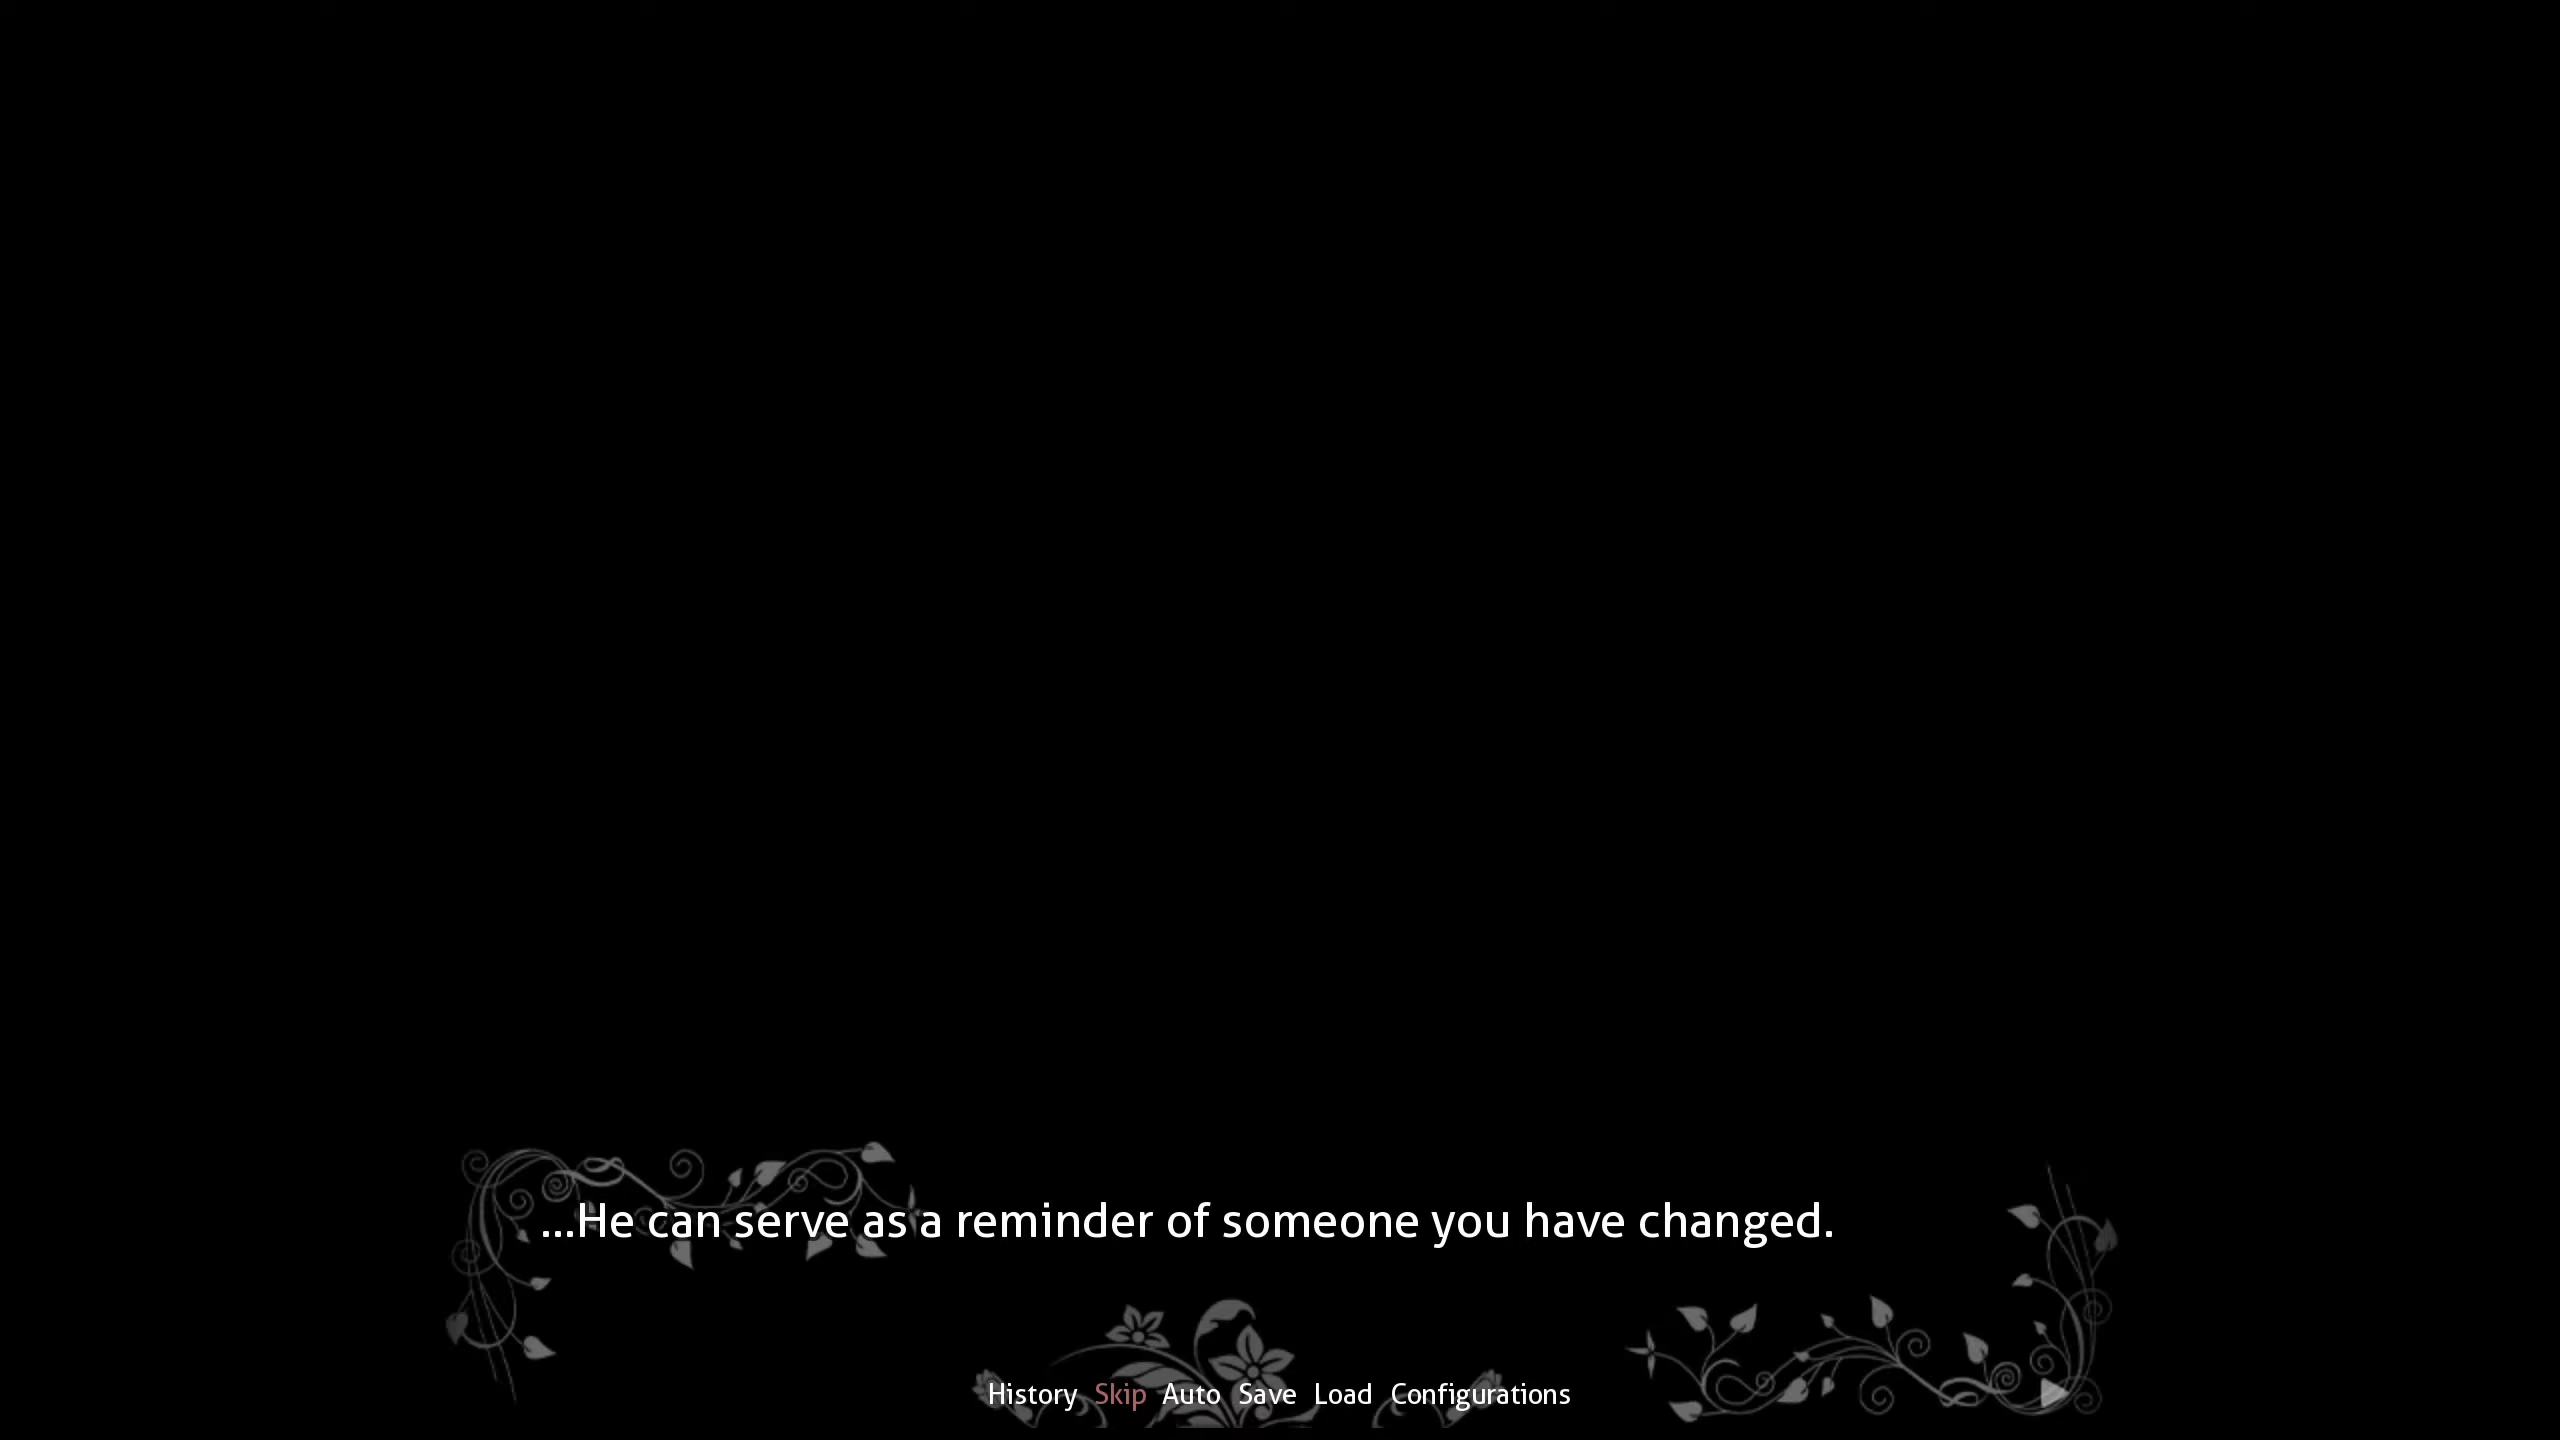 ...He can serve as a reminder of someone you have changed.
History Skip Auto Save Load Configurations